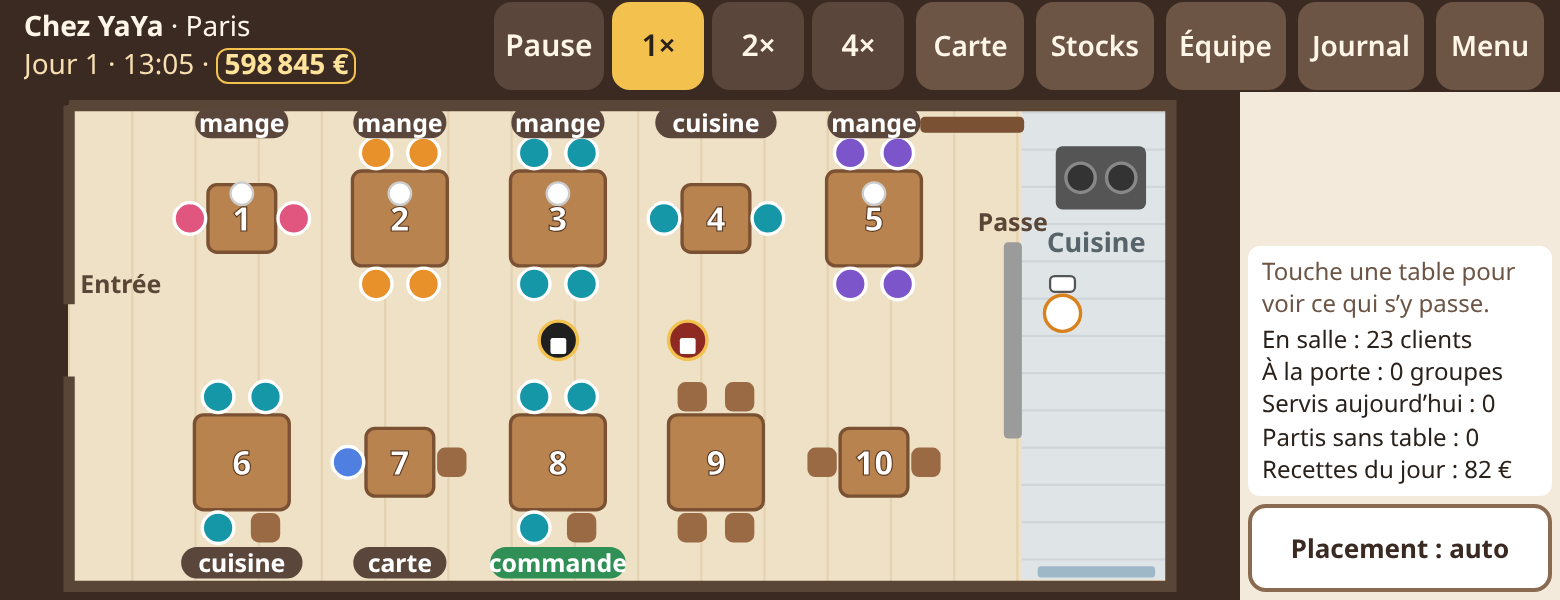 Chez YaYa · Paris
Jour 1 · 13:05 · 598 845 €
Pause
1×
2×
4×
Carte
Stocks
Équipe
Journal
Menu
mange
mange
mange
cuisine
mange
1
2
3
4
5
Passe
Cuisine
Entrée
6
7
8
9
10
cuisine
carte
commande
Touche une table pour
voir ce qui s’y passe.
En salle : 23 clients
À la porte : 0 groupes
Servis aujourd’hui : 0
Partis sans table : 0
Recettes du jour : 82 €
Placement : auto